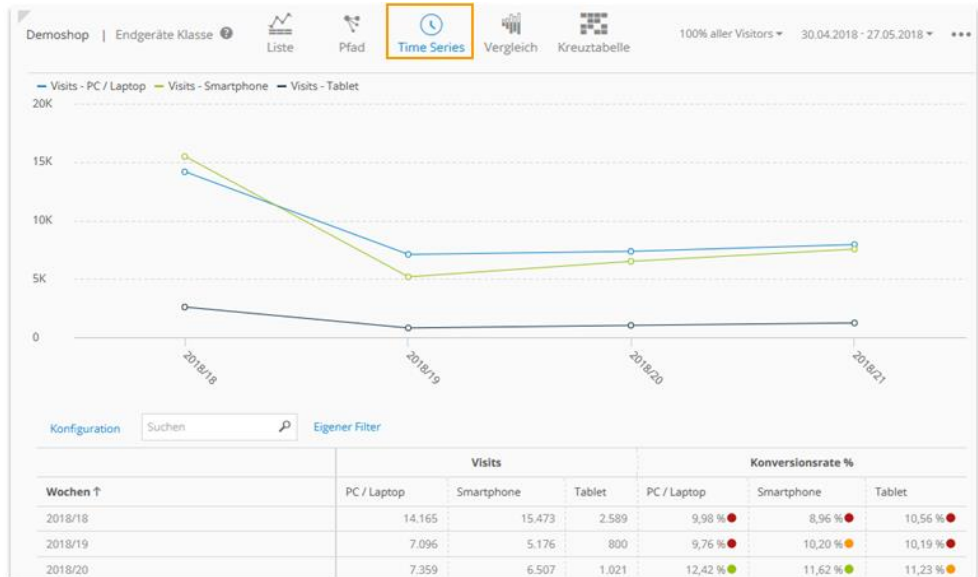 Demoshop | Endgeräte Klasse ?
Liste
Pfad
Time Series
Vergleich
Kreuztabelle
100% aller Visitors
30.04.2018 - 27.05.2018
Visits - PC / Laptop Visits - Smartphone Visits - Tablet
20K
15K
10K
5K
0
2018/18
2018/19
2018/20
2018/21
Konfiguration Suchen Eigener Filter
Visits Konversionsrate %
Wochen ↑ PC / Laptop Smartphone Tablet PC / Laptop Smartphone Tablet
2018/18 14.165 15.473 2.589 9,98 % 8,96 % 10,56 %
2018/19 7.096 5.176 800 9,76 % 10,20 % 10,19 %
2018/20 7.359 6.507 1.021 12,42 % 11,62 % 11,23 %